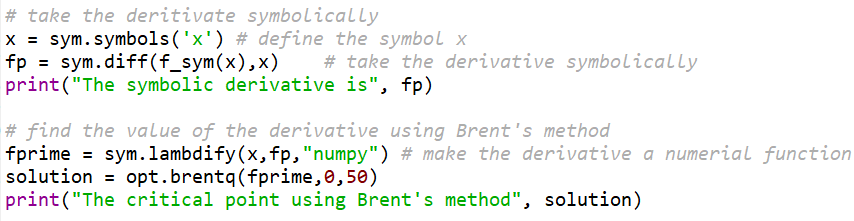 # take the deritivate symbolically
x = sym.symbols('x') # define the symbol x
fp = sym.diff(f_sym(x),x)    # take the derivative symbolically
print("The symbolic derivative is", fp)

# find the value of the derivative using Brent's method
fprime = sym.lambdify(x,fp,"numpy") # make the derivative a numerial function
solution = opt.brentq(fprime,0,50)
print("The critical point using Brent's method", solution)